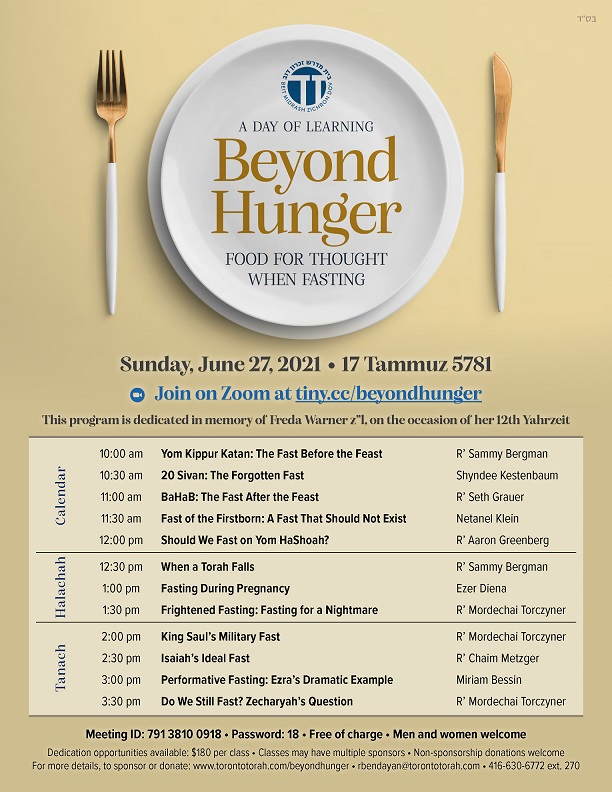 בס"ד
בית מדרש זכרון דב
BEIT MIDRASH ZICHRON DOV
A DAY OF LEARNING
Beyond
Hunger
FOOD FOR THOUGHT
WHEN FASTING
Sunday, June 27, 2021 • 17 Tammuz 5781
Join on Zoom at tiny.cc/beyondhunger
This program is dedicated in memory of Freda Warner z"l, on the occasion of her 12th Yahrzeit
Calendar
10:00 am Yom Kippur Katan: The Fast Before the Feast R' Sammy Bergman
10:30 am 20 Sivan: The Forgotten Fast Shyndee Kestenbaum
11:00 am BaHaB: The Fast After the Feast R' Seth Grauer
11:30 am Fast of the Firstborn: A Fast That Should Not Exist Netanel Klein
12:00 pm Should We Fast on Yom HaShoah? R' Aaron Greenberg
Halachah
12:30 pm When a Torah Falls R' Sammy Bergman
1:00 pm Fasting During Pregnancy Ezer Diena
1:30 pm Frightened Fasting: Fasting for a Nightmare R' Mordechai Torczyner
Tanach
2:00 pm King Saul's Military Fast R' Mordechai Torczyner
2:30 pm Isaiah's Ideal Fast R' Chaim Metzger
3:00 pm Performative Fasting: Ezra's Dramatic Example Miriam Bessin
3:30 pm Do We Still Fast? Zecharyah's Question R' Mordechai Torczyner
Meeting ID: 791 3810 0918 • Password: 18 • Free of charge • Men and women welcome
Dedication opportunities available: $180 per class • Classes may have multiple sponsors • Non-sponsorship donations welcome
For more details, to sponsor or donate: www.torontotorah.com/beyondhunger • rbendayan@torontotorah.com • 416-630-6772 ext. 270